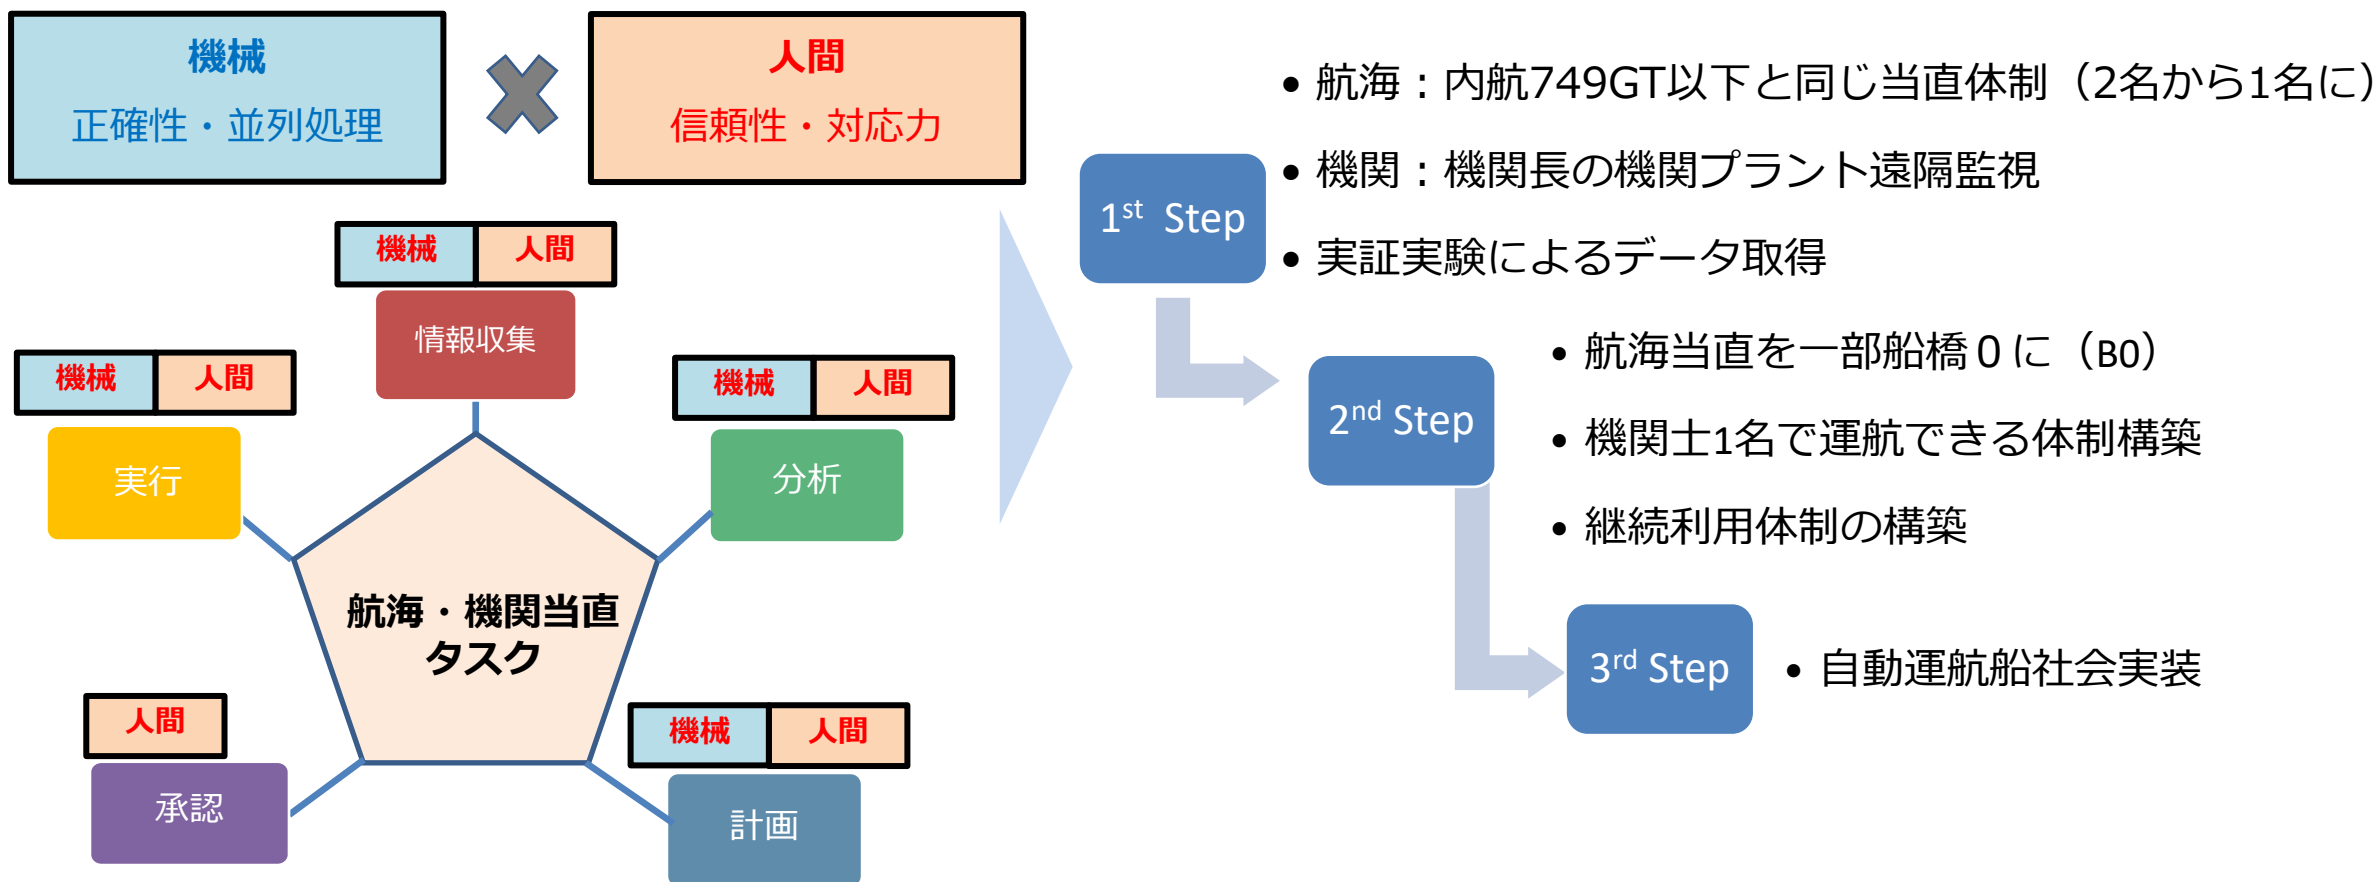 機械
正確性・並列処理
人間
信頼性・対応力
機械
人間
情報収集
機械
人間
実行
機械
人間
分析
航海・機関当直
タスク
人間
承認
機械
人間
計画
1st Step
• 航海：内航749GT以下と同じ当直体制（2名から1名に）
• 機関：機関長の機関プラント遠隔監視
• 実証実験によるデータ取得
2nd Step
• 航海当直を一部船橋０に（B0）
• 機関士1名で運航できる体制構築
• 継続利用体制の構築
3rd Step
• 自動運航船社会実装